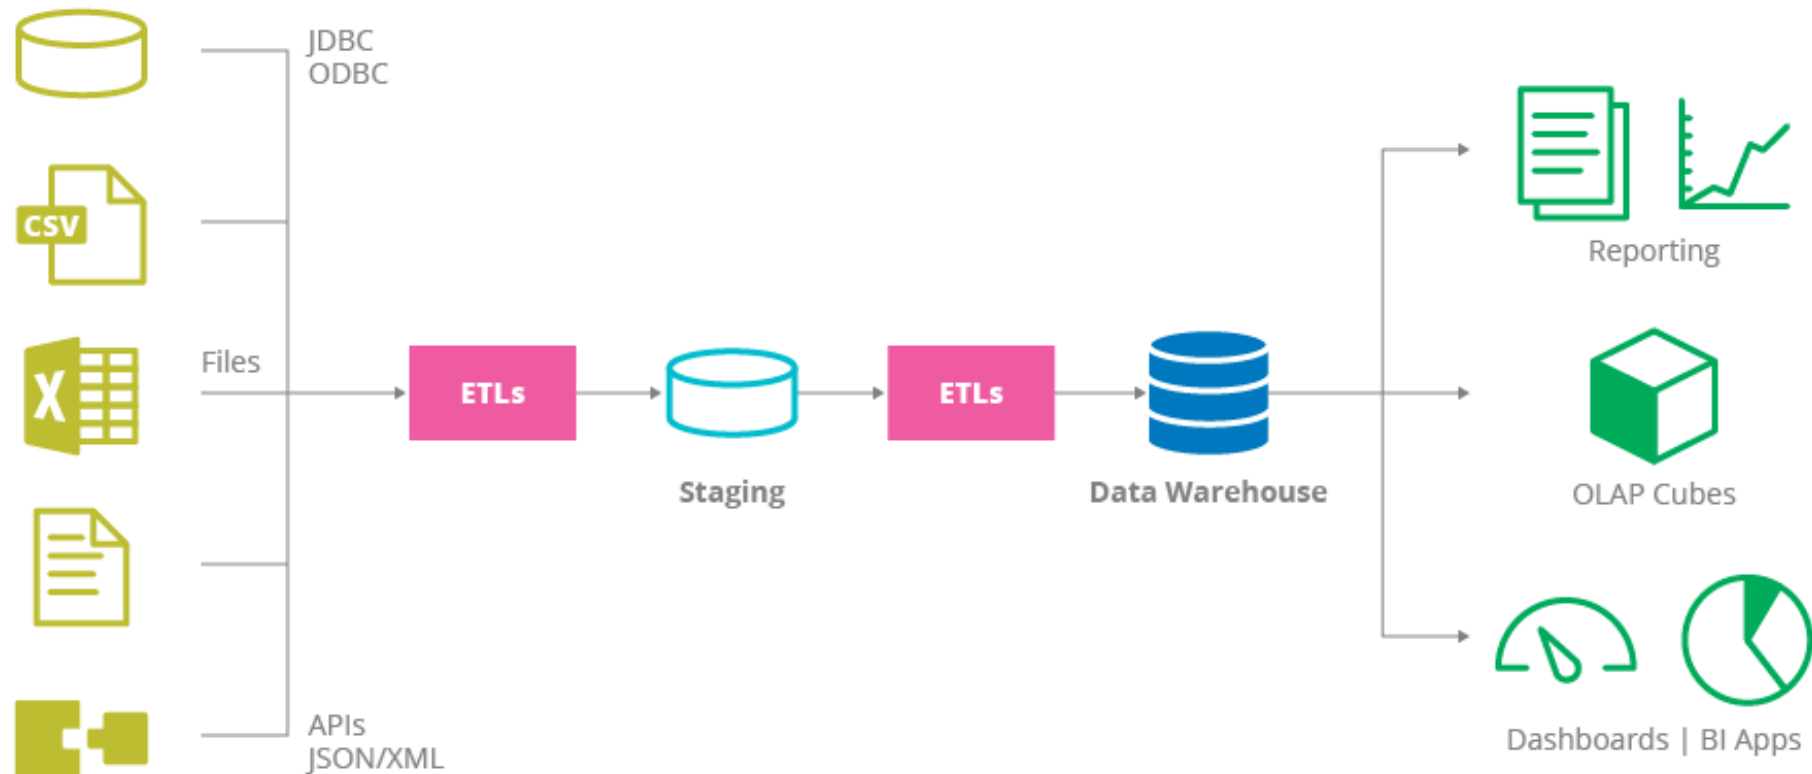 JDBC
ODBC
CSV
X
Files
ETLs
Staging
ETLs
Data Warehouse
APIs
JSON/XML
Reporting
OLAP Cubes
Dashboards | BI Apps